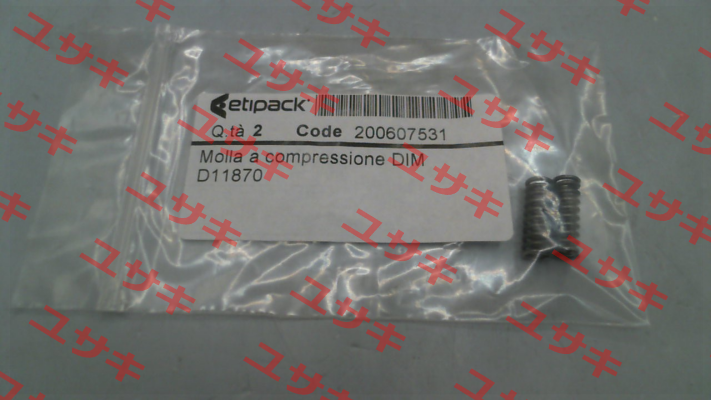 etipack
Q.tà 2 Code 200607531
Molla a compressione DIM
D11870
ユサキ